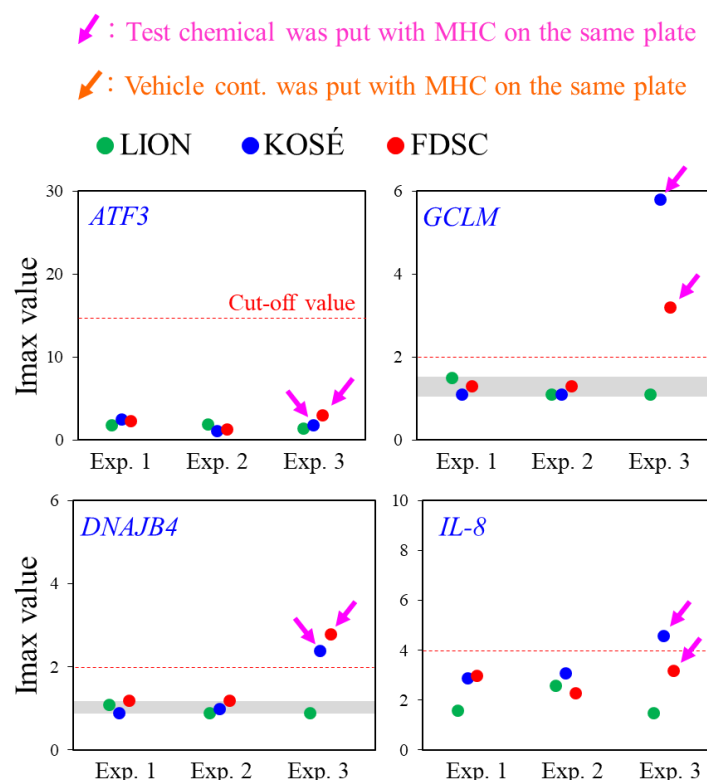 : Test chemical was put with MHC on the same plate
: Vehicle cont. was put with MHC on the same plate
LION KOSÉ FDSC
Imax value
30
20
10
0
ATF3
Cut-off value
Exp. 1 Exp. 2 Exp. 3
6
4
2
0
GCLM
Exp. 1 Exp. 2 Exp. 3
Imax value
6
4
2
0
DNAJB4
Exp. 1 Exp. 2 Exp. 3
10
8
6
4
2
0
IL-8
Exp. 1 Exp. 2 Exp. 3